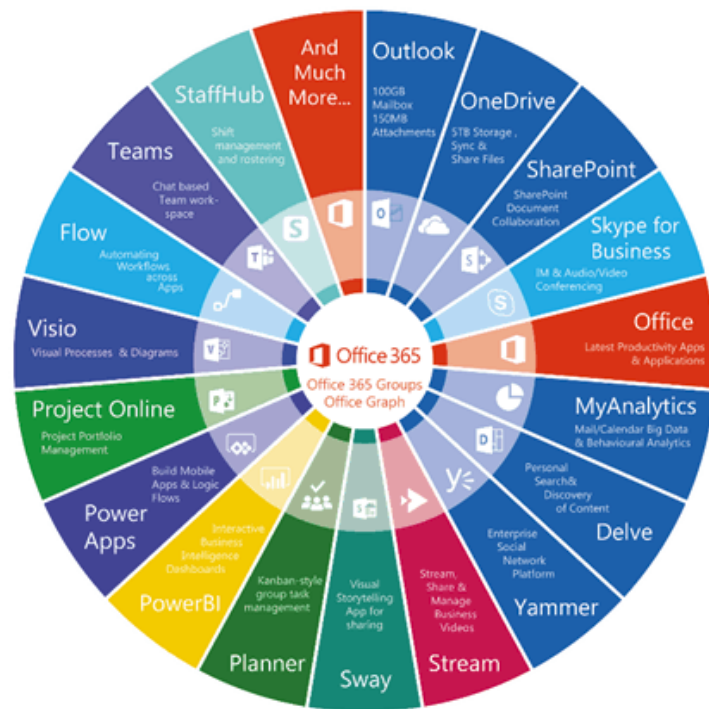 And
Much
More...
Outlook
100GB
Mailbox
150MB
Attachments
OneDrive
5TB Storage ,
Sync &
Share Files
SharePoint
SharePoint
Document
Collaboration
Skype for
Business
IM & Audio/Video
Conferencing
Office
Latest Productivity Apps
& Applications
MyAnalytics
Mail/Calendar Big Data
& Behavioural Analytics
Personal
Search&
Discovery
of Content
Delve
Enterprise
Social
Network
Platform
Yammer
Stream,
Share &
Manage
Business
Videos
Stream
Visual
Storytelling
App for
sharing
Sway
Kanban-style
group task
management
Planner
Interactive
Business
Intelligence
Dashboards
PowerBI
Build Mobile
Apps & Logic
Flows
Power
Apps
Project Online
Project Portfolio
Management
Visio
Visual Processes & Diagrams
Flow
Automating
Workflows
across
Apps
Teams
Chat based
Team work-
space
StaffHub
Shift
management
and rostering
Office 365
Office 365 Groups
Office Graph